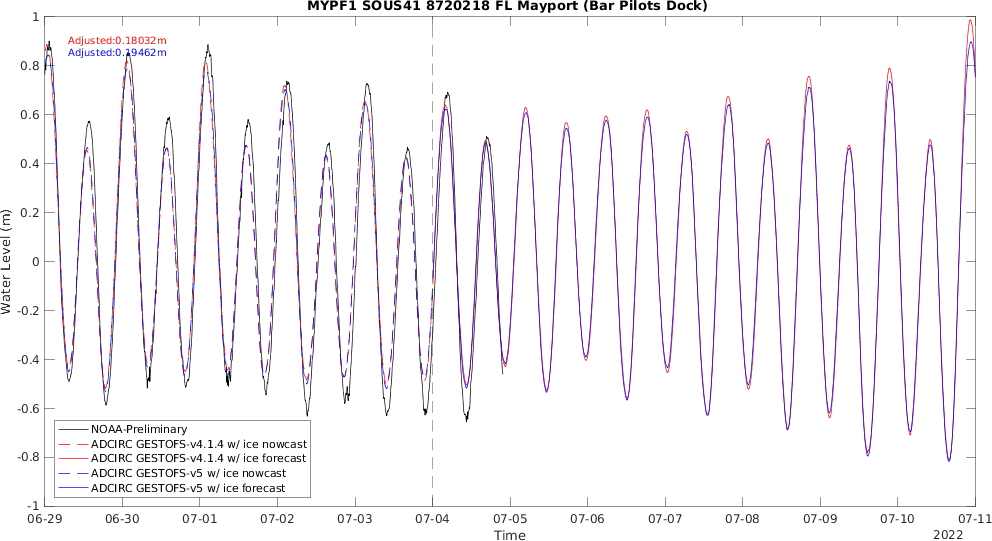 MYPF1 SOUS41 8720218 FL Mayport (Bar Pilots Dock)
Adjusted:0.18032m
Adjusted:0.19462m
1
0.8
0.6
0.4
0.2
0
-0.2
-0.4
-0.6
-0.8
-1
Water Level (m)
NOAA-Preliminary
ADCIRC GESTOFS-v4.1.4 w/ ice nowcast
ADCIRC GESTOFS-v4.1.4 w/ ice forecast
ADCIRC GESTOFS-v5 w/ ice nowcast
ADCIRC GESTOFS-v5 w/ ice forecast
06-29 06-30 07-01 07-02 07-03 07-04 07-05 07-06 07-07 07-08 07-09 07-10 07-11
Time
2022